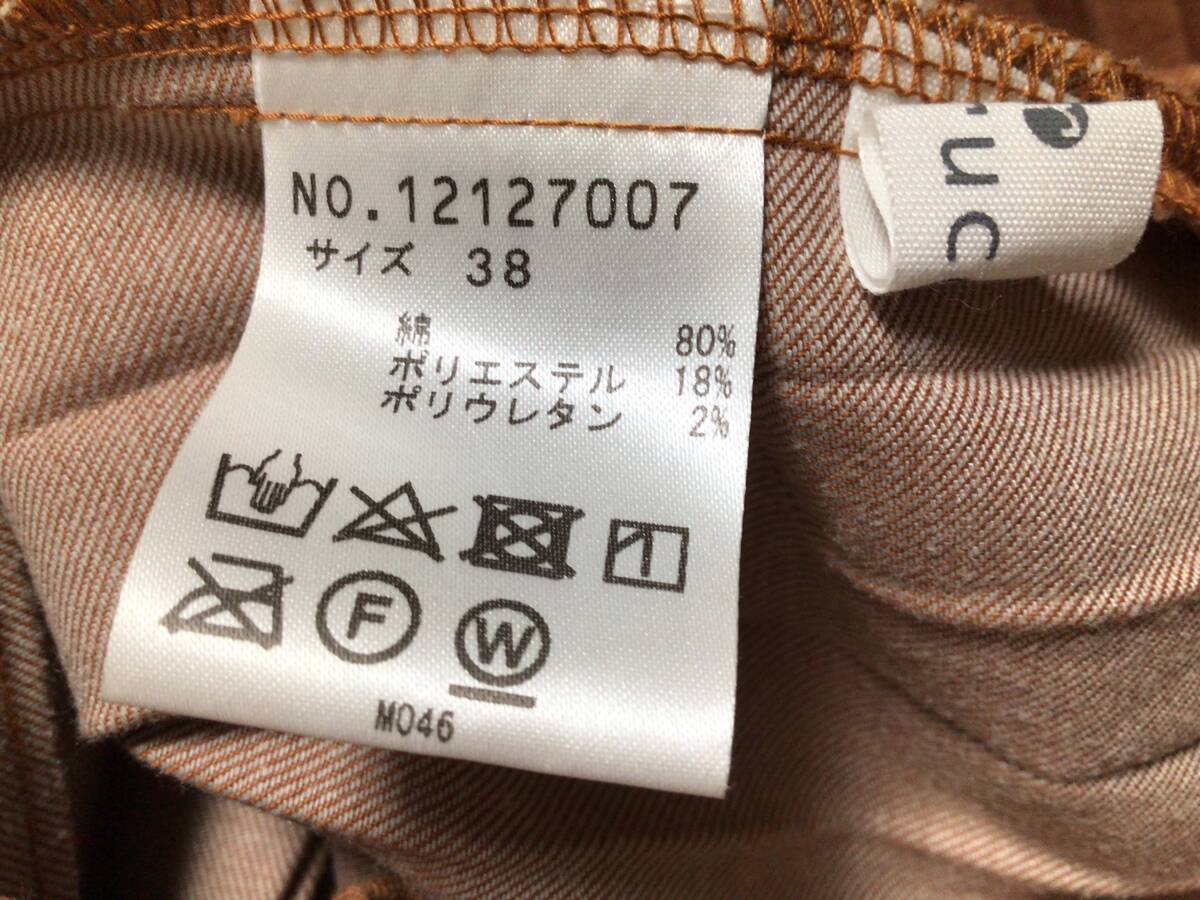 NO.12127007
サイズ 38
綿 80%
ポリエステル 18%
ポリウレタン 2%
F
W
M046
uc